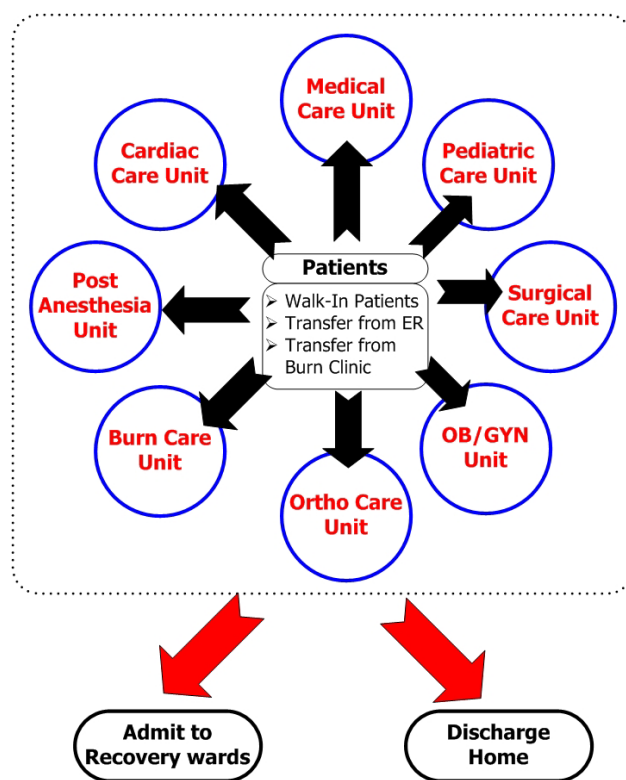 Medical
Care Unit
Cardiac
Care Unit
Pediatric
Care Unit
Patients
Post
Anesthesia
Unit
➢ Walk-In Patients
➢ Transfer from ER
➢ Transfer from
Burn Clinic
Surgical
Care Unit
Burn Care
Unit
OB/GYN
Unit
Ortho Care
Unit
Admit to
Recovery wards
Discharge
Home